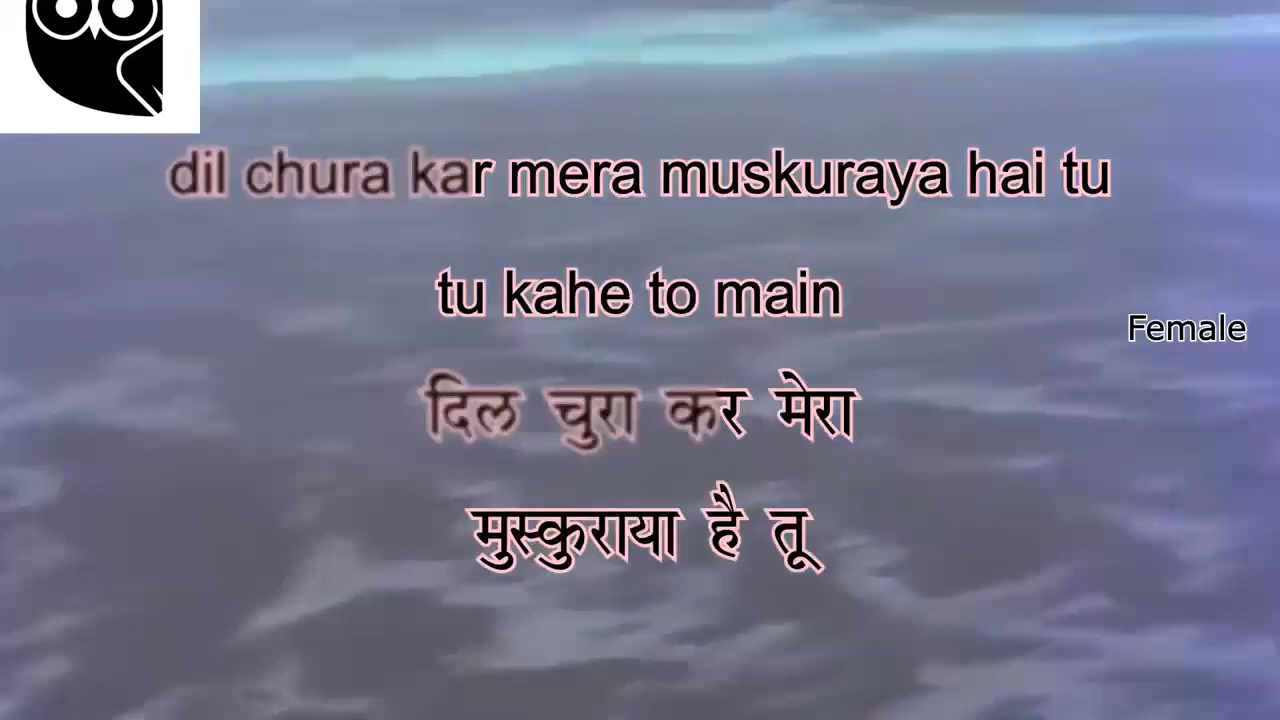 dil chura kar mera muskuraya hai tu
tu kahe to main
Female
दिल चुरा कर मेरा
मुस्कुराया है तू